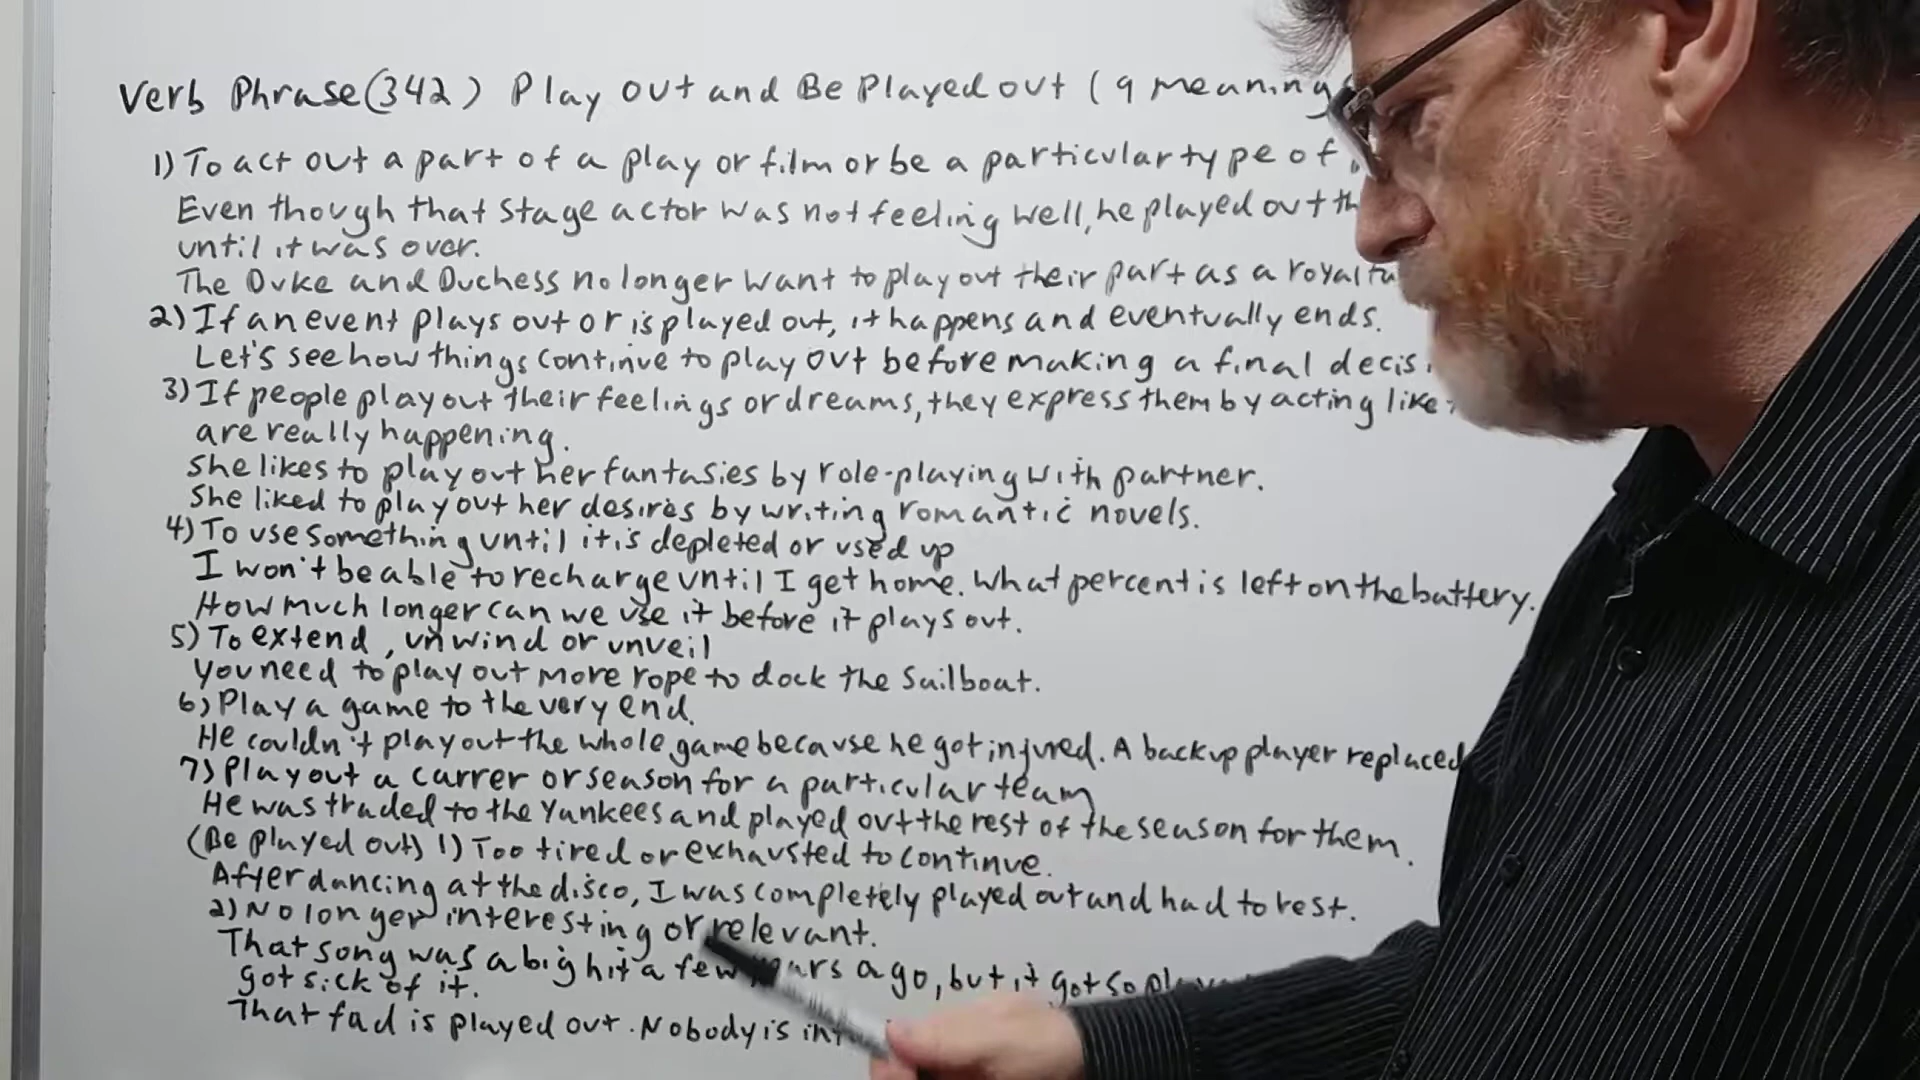 Verb Phrase (342) Play out and Be Played out (9 meaning
1) To act out a part of a play or film or be a particular type of
Even though that stage actor was not feeling well, he played out th
until it was over.
The Duke and Duchess no longer want to play out their part as a royal
2) If an event plays out or is played out, it happens and eventually ends.
Let's see how things continue to play out before making a final decis
3) If people play out their feelings or dreams, they express them by acting like
are really happening.
She likes to play out her fantasies by role-playing with partner.
She liked to play out her desires by writing romantic novels.
4) To use something until it is depleted or used up
I won't be able to recharge until I get home. What percent is left on the battery.
How much longer can we use it before it plays out.
5) To extend, unwind or unveil
You need to play out more rope to dock the sailboat.
6) Play a game to the very end.
He couldn't play out the whole game because he got injured. A backup player replaced
7) Play out a carrer or season for a particular team
He was traded to the Yankees and played out the rest of the season for them.
(Be played out) 1) Too tired or exhausted to continue.
After dancing at the disco, I was completely played out and had to rest.
2) No longer interesting or relevant.
That song was a big hit a few years ago, but it got so
got sick of it.
That fad is played out. Nobody is